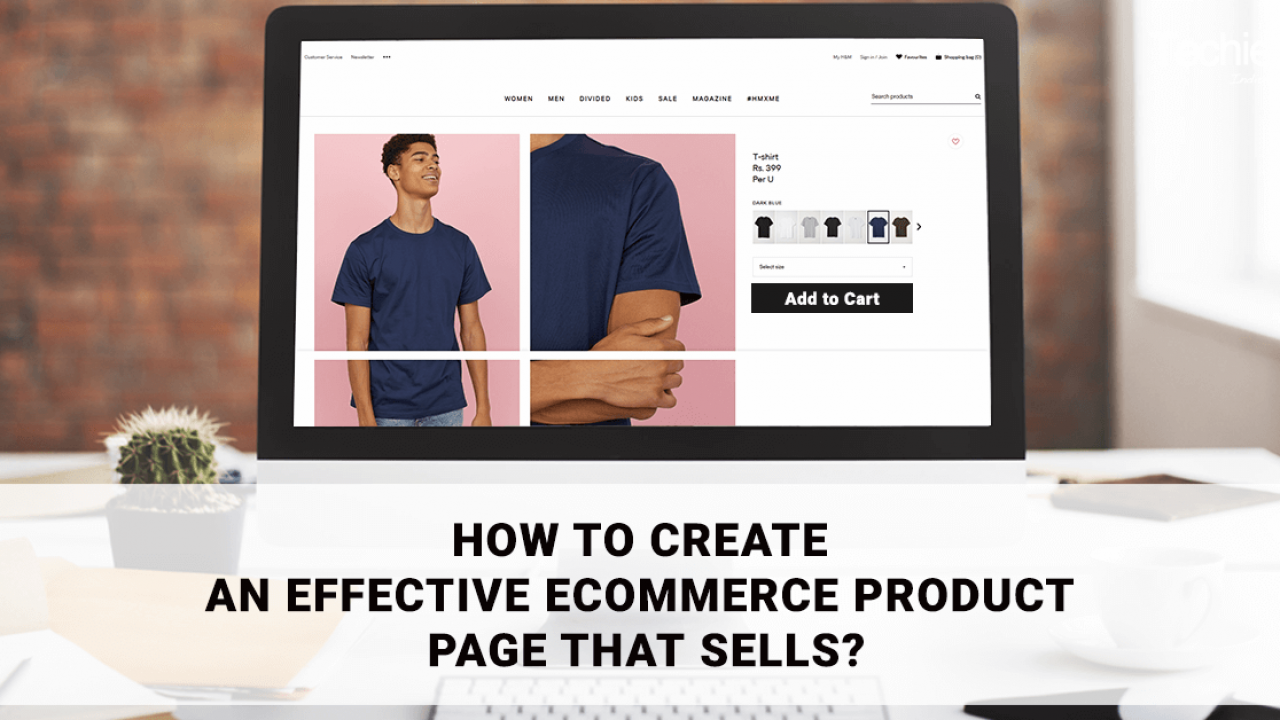 Customer Service Newsletter •••
My H&M Sign in / Join Favourites Shopping bag (0)
WOMEN MEN DIVIDED KIDS SALE MAGAZINE #HMXME
Search products
T-shirt
Rs. 399
Per U
DARK BLUE
Select size
Add to Cart
HOW TO CREATE
AN EFFECTIVE ECOMMERCE PRODUCT
PAGE THAT SELLS?